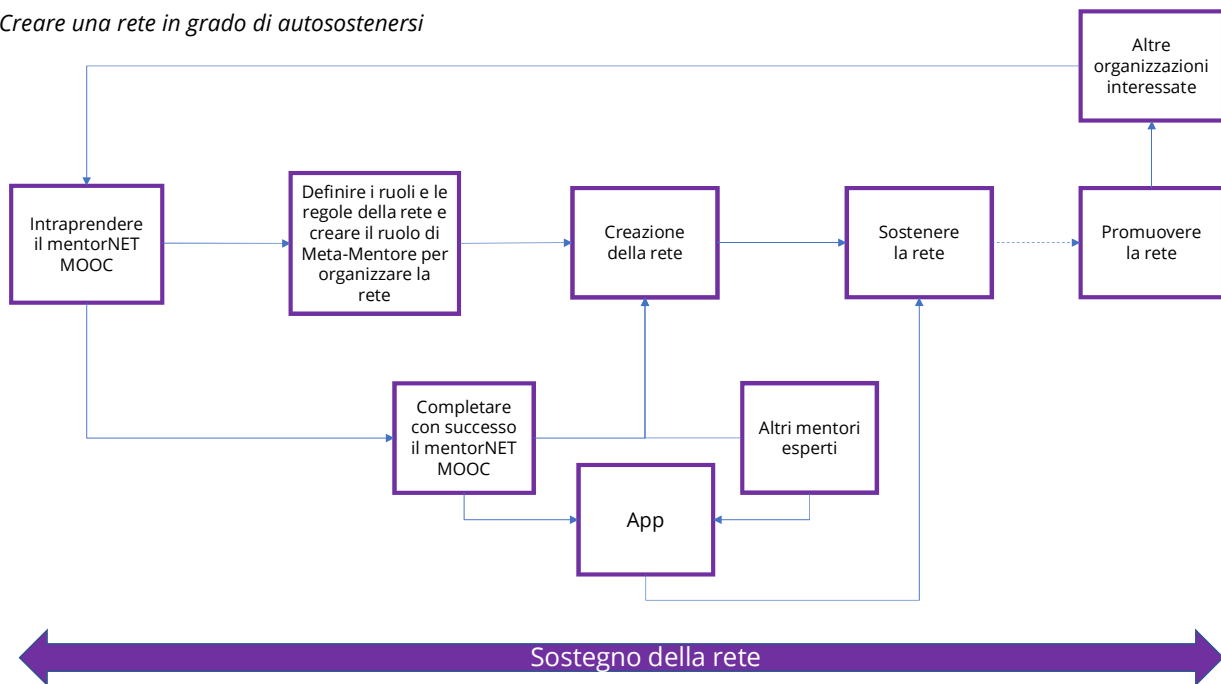 Creare una rete in grado di autosostenersi
Altre
organizzazioni
interessate
Intraprendere
il mentorNET
MOOC
Definire i ruoli e le
regole della rete e
creare il ruolo di
Meta-Mentore per
organizzare la
rete
Creazione
della rete
Sostenere
la rete
Promuovere
la rete
Completare
con successo
il mentorNET
MOOC
Altri mentori
esperti
App
Sostegno della rete